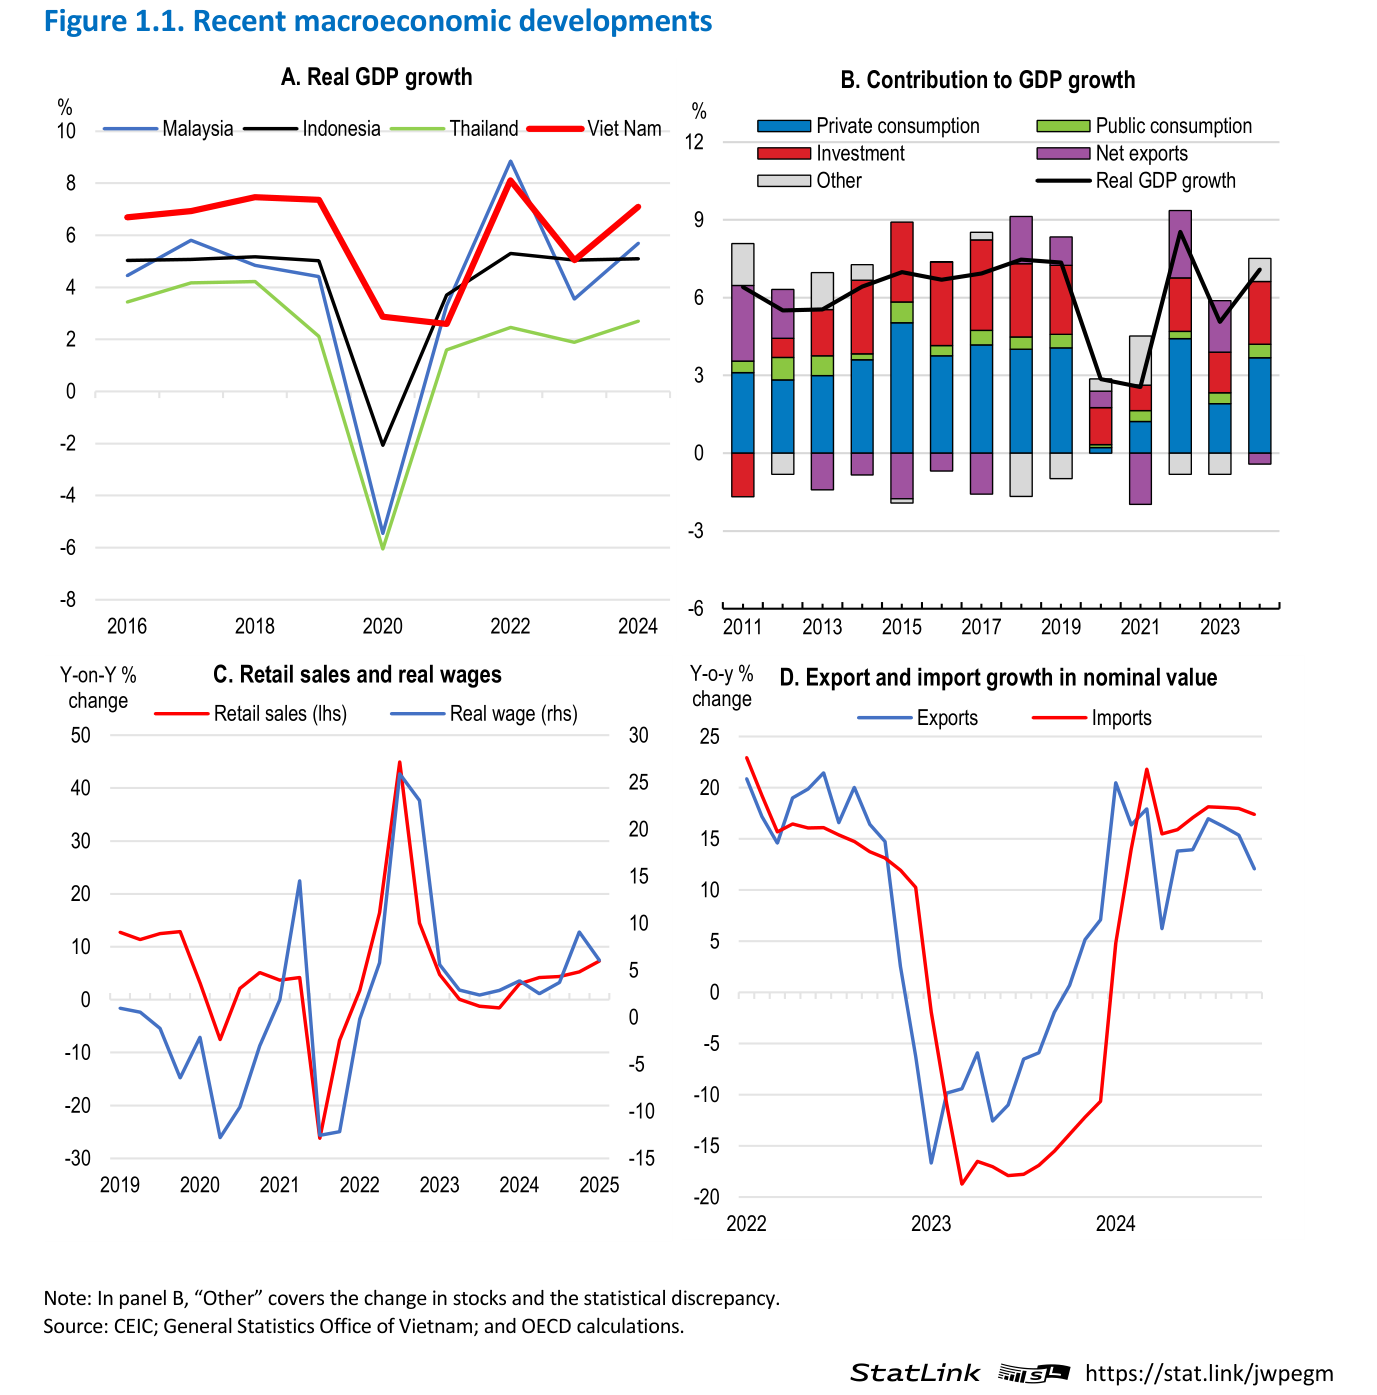 Figure 1.1. Recent macroeconomic developments
A. Real GDP growth
%
Malaysia Indonesia Thailand Viet Nam
10
8
6
4
2
0
-2
-4
-6
-8
2016 2018 2020 2022 2024
B. Contribution to GDP growth
%
Private consumption Public consumption
Investment Net exports
Other Real GDP growth
12
9
6
3
0
-3
-6
2011 2013 2015 2017 2019 2021 2023
Y-on-Y %
change
C. Retail sales and real wages
Retail sales (lhs) Real wage (rhs)
50
40
30
20
10
0
-10
-20
-30
30
25
20
15
10
5
0
-5
-10
-15
2019 2020 2021 2022 2023 2024 2025
Y-o-y %
change
D. Export and import growth in nominal value
Exports Imports
25
20
15
10
5
0
-5
-10
-15
-20
2022 2023 2024
Note: In panel B, “Other” covers the change in stocks and the statistical discrepancy.
Source: CEIC; General Statistics Office of Vietnam; and OECD calculations.
StatLink https://stat.link/jwpegm